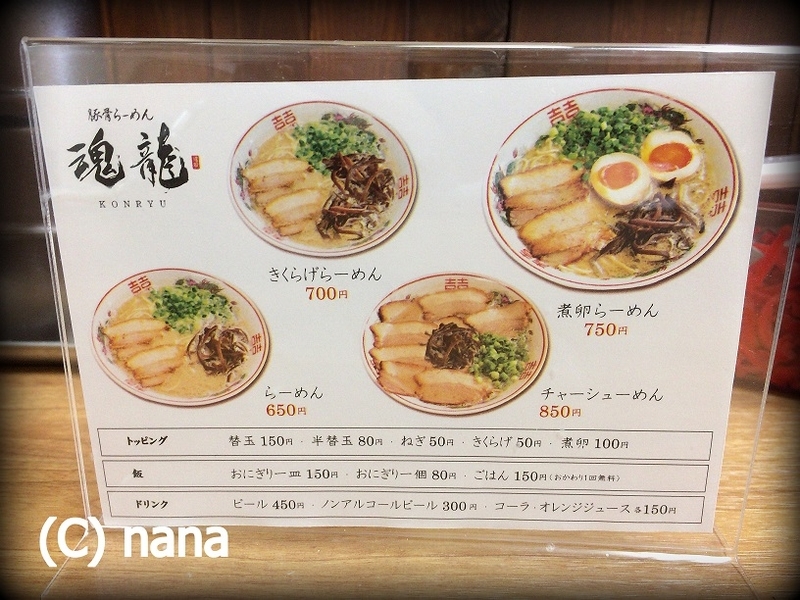 豚骨らーめん
魂龍
KONRYU
きくらげらーめん
700円
煮卵らーめん
750円
らーめん
650円
チャーシューめん
850円
トッピング 替玉 150円 · 半替玉 80円 · ねぎ 50円 · きくらげ 50円 · 煮卵 100円
飯 おにぎり一皿 150円 · おにぎり一個 80円 · ごはん 150円(おかわり1回無料)
ドリンク ビール 450円 · ノンアルコールビール 300円 · コーラ · オレンジジュース 各150円
(C) nana